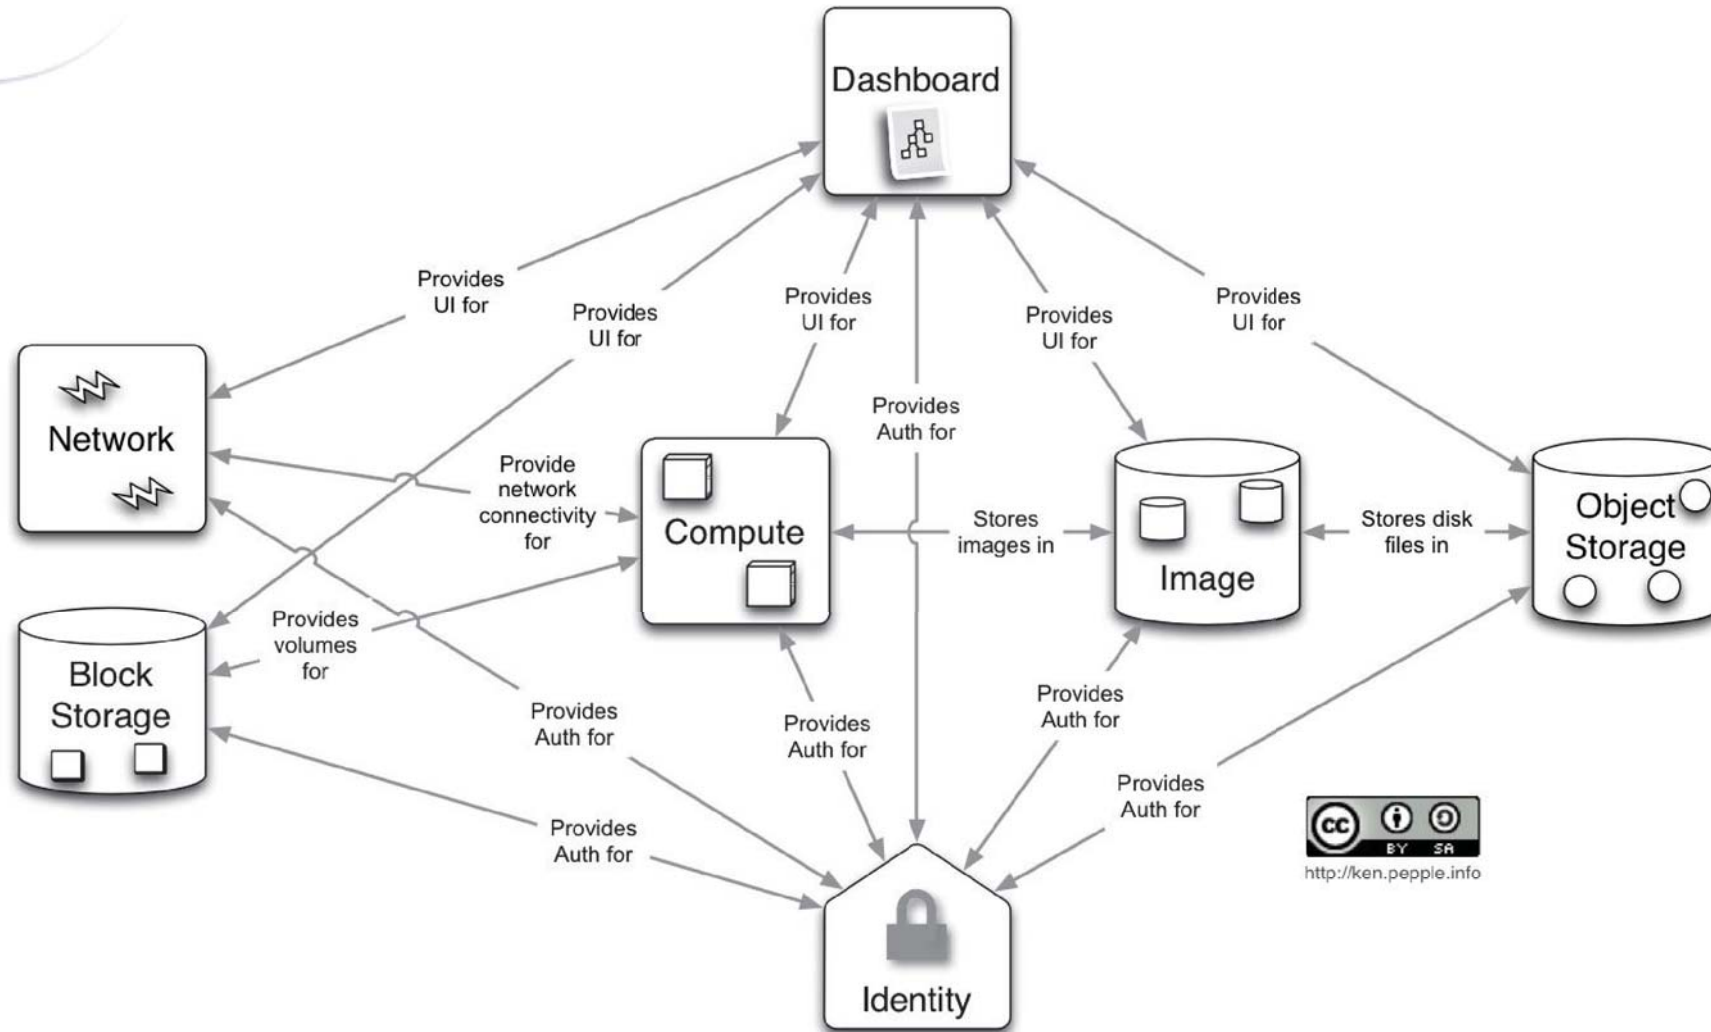 Dashboard
Provides
UI for
Provides
UI for
Provides
UI for
Provides
UI for
Provides
UI for
Provides
Auth for
Network
Provide
network
connectivity
for
Compute
Stores
images in
Image
Stores disk
files in
Object
Storage
Block
Storage
Provides
volumes
for
Provides
Auth for
Provides
Auth for
Provides
Auth for
Provides
Auth for
Provides
Auth for
Identity
cc
BY SA
http://ken.pepple.info